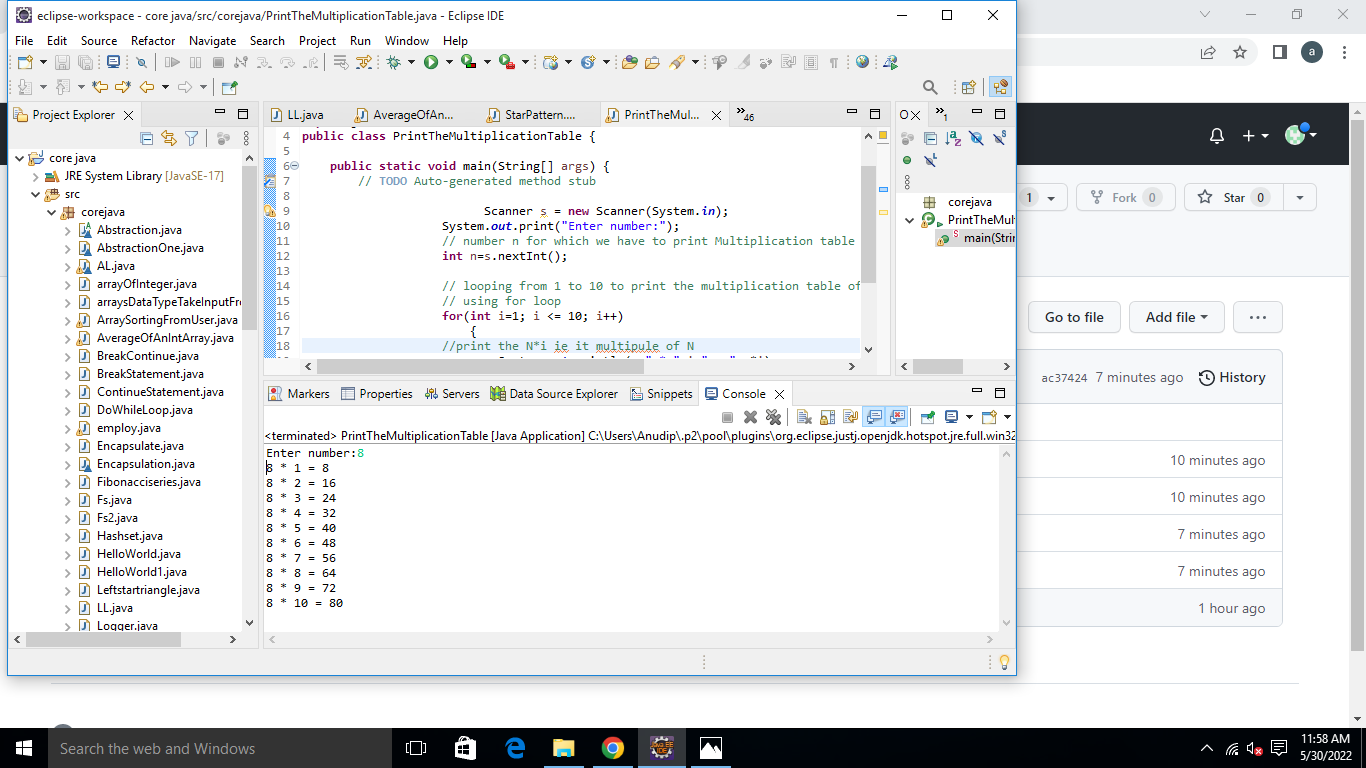 eclipse-workspace - core java/src/corejava/PrintTheMultiplicationTable.java - Eclipse IDE
File Edit Source Refactor Navigate Search Project Run Window Help
Project Explorer
core java
JRE System Library [JavaSE-17]
src
corejava
Abstraction.java
AbstractionOne.java
AL.java
arrayOfInteger.java
arraysDataTypeTakeInputFr
ArraySortingFromUser.java
AverageOfAnIntArray.java
BreakContinue.java
BreakStatement.java
ContinueStatement.java
DoWhileLoop.java
employ.java
Encapsulate.java
Encapsulation.java
Fibonacciseries.java
Fs.java
Fs2.java
Hashset.java
HelloWorld.java
HelloWorld1.java
Leftstartriangle.java
LL.java
Logger.java
LL.java AverageOfAn... StarPattern.... PrintTheMul... 46
4 public class PrintTheMultiplicationTable {
5
6 public static void main(String[] args) {
7 // TODO Auto-generated method stub
8
9 Scanner s = new Scanner(System.in);
10 System.out.print("Enter number:");
11 // number n for which we have to print Multiplication table
12 int n=s.nextInt();
13
14 // looping from 1 to 10 to print the multiplication table of
15 // using for loop
16 for(int i=1; i <= 10; i++)
17 {
18 //print the N*i ie it multipule of N
O 1
corejava
PrintTheMul
main(Strin
Markers Properties Servers Data Source Explorer Snippets Console
<terminated> PrintTheMultiplicationTable [Java Application] C:\Users\Anudip\.p2\pool\plugins\org.eclipse.justj.openjdk.hotspot.jre.full.win32
Enter number:8
8 * 1 = 8
8 * 2 = 16
8 * 3 = 24
8 * 4 = 32
8 * 5 = 40
8 * 6 = 48
8 * 7 = 56
8 * 8 = 64
8 * 9 = 72
8 * 10 = 80
a
1 Fork 0 Star 0
Go to file Add file ...
ac37424 7 minutes ago History
10 minutes ago
10 minutes ago
7 minutes ago
7 minutes ago
1 hour ago
Search the web and Windows
11:58 AM
5/30/2022